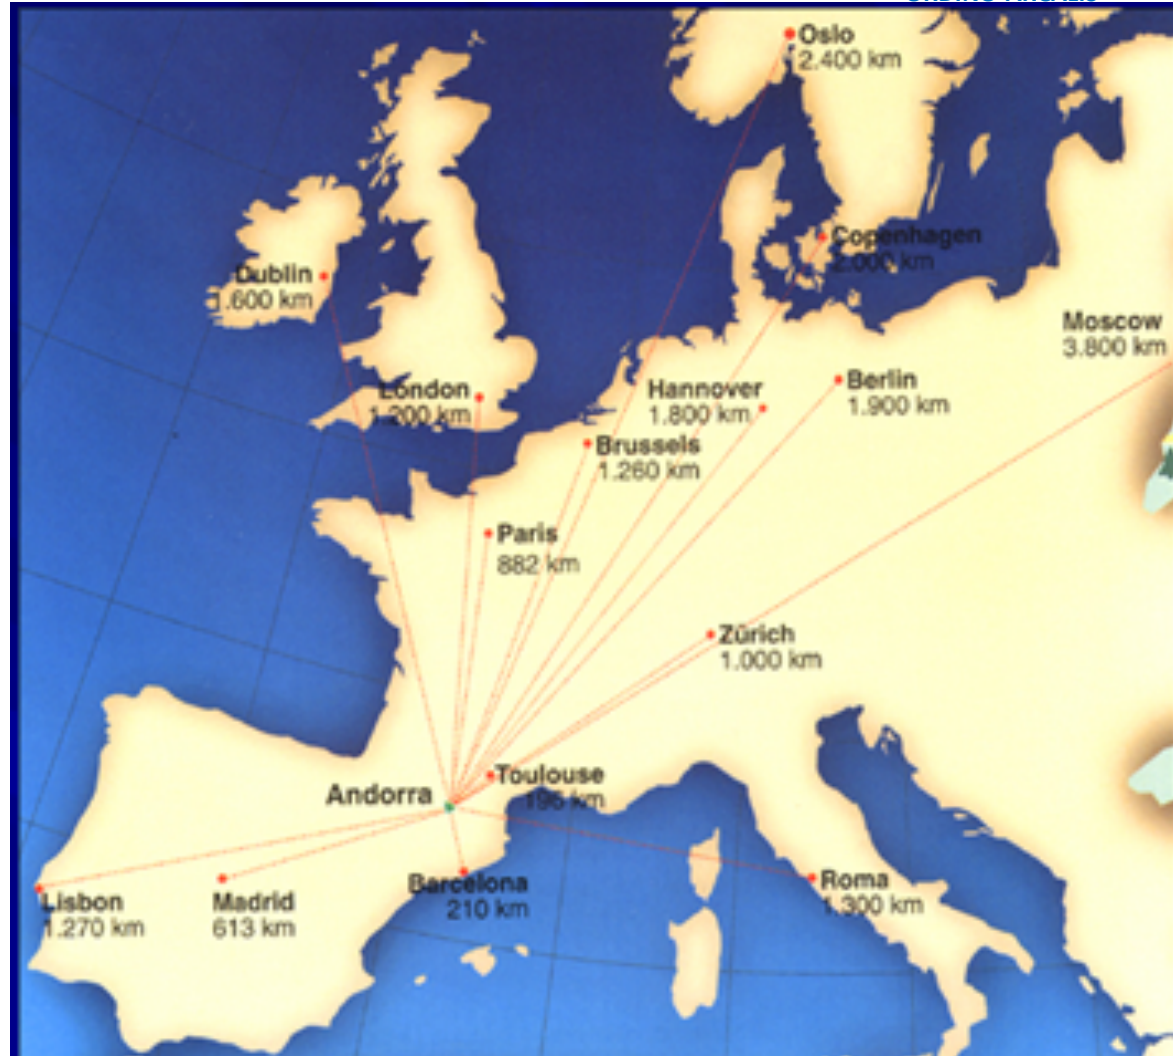 Oslo
2.400 km
Copenhagen
2.000 km
Dublin
1.600 km
Moscow
3.800 km
London
1.200 km
Hannover
1.800 km
Berlin
1.900 km
Brussels
1.260 km
Paris
882 km
Zürich
1.000 km
Toulouse
195 km
Andorra
Lisbon
1.270 km
Madrid
613 km
Barcelona
210 km
Roma
1.300 km